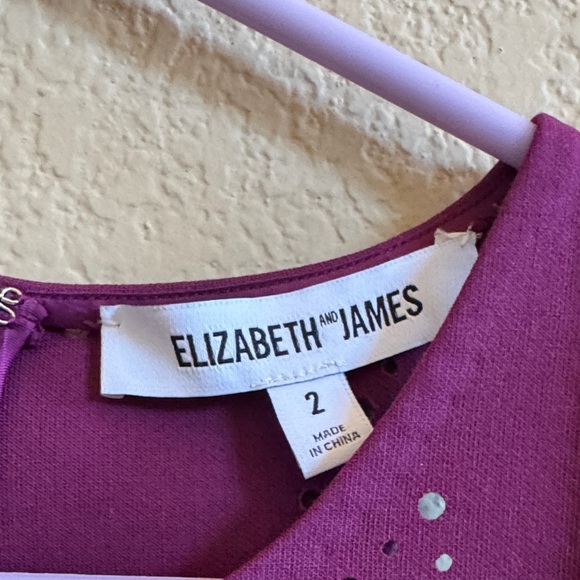 ELIZABETH AND JAMES
2
MADE
IN CHINA